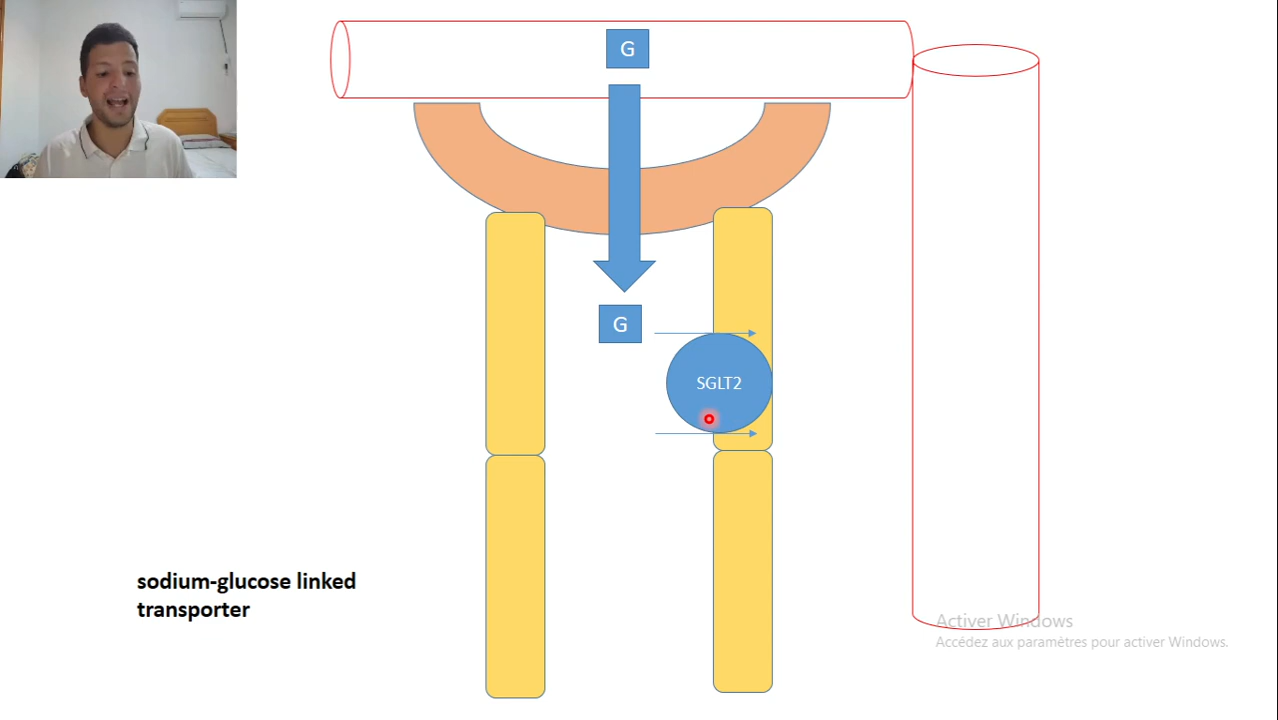 G
G
SGLT2
sodium-glucose linked
transporter
Activer Windows
Accédez aux paramètres pour activer Windows.